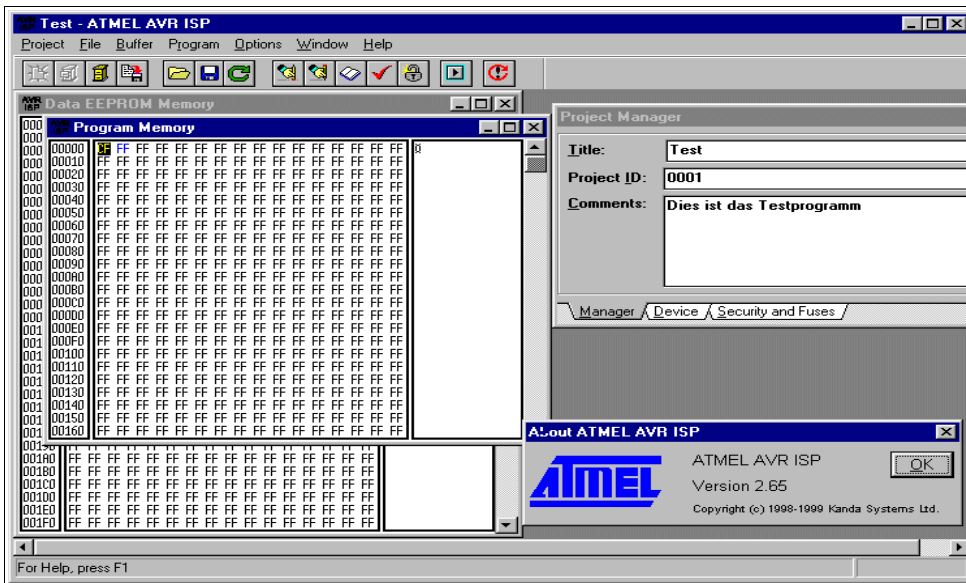 Test - ATMEL AVR ISP
Project File Buffer Program Options Window Help
Data EEPROM Memory
Program Memory
00000 FF FF FF FF FF FF FF FF FF FF FF FF FF FF FF
00010 FF FF FF FF FF FF FF FF FF FF FF FF FF FF FF FF
00020 FF FF FF FF FF FF FF FF FF FF FF FF FF FF FF FF
00030 FF FF FF FF FF FF FF FF FF FF FF FF FF FF FF FF
00040 FF FF FF FF FF FF FF FF FF FF FF FF FF FF FF FF
00050 FF FF FF FF FF FF FF FF FF FF FF FF FF FF FF FF
00060 FF FF FF FF FF FF FF FF FF FF FF FF FF FF FF FF
00070 FF FF FF FF FF FF FF FF FF FF FF FF FF FF FF FF
00080 FF FF FF FF FF FF FF FF FF FF FF FF FF FF FF FF
00090 FF FF FF FF FF FF FF FF FF FF FF FF FF FF FF FF
000A0 FF FF FF FF FF FF FF FF FF FF FF FF FF FF FF FF
000B0 FF FF FF FF FF FF FF FF FF FF FF FF FF FF FF FF
000C0 FF FF FF FF FF FF FF FF FF FF FF FF FF FF FF FF
000D0 FF FF FF FF FF FF FF FF FF FF FF FF FF FF FF FF
000E0 FF FF FF FF FF FF FF FF FF FF FF FF FF FF FF FF
000F0 FF FF FF FF FF FF FF FF FF FF FF FF FF FF FF FF
00100 FF FF FF FF FF FF FF FF FF FF FF FF FF FF FF FF
00110 FF FF FF FF FF FF FF FF FF FF FF FF FF FF FF FF
00120 FF FF FF FF FF FF FF FF FF FF FF FF FF FF FF FF
00130 FF FF FF FF FF FF FF FF FF FF FF FF FF FF FF FF
00140 FF FF FF FF FF FF FF FF FF FF FF FF FF FF FF FF
00150 FF FF FF FF FF FF FF FF FF FF FF FF FF FF FF FF
00160 FF FF FF FF FF FF FF FF FF FF FF FF FF FF FF FF
001A0 FF FF FF FF FF FF FF FF FF FF FF FF FF FF FF FF
001B0 FF FF FF FF FF FF FF FF FF FF FF FF FF FF FF FF
001C0 FF FF FF FF FF FF FF FF FF FF FF FF FF FF FF FF
001D0 FF FF FF FF FF FF FF FF FF FF FF FF FF FF FF FF
001E0 FF FF FF FF FF FF FF FF FF FF FF FF FF FF FF FF
001F0 FF FF FF FF FF FF FF FF FF FF FF FF FF FF FF FF
Project Manager
Title: Test
Project ID: 0001
Comments: Dies ist das Testprogramm
Manager Device Security and Fuses
About ATMEL AVR ISP
ATMEL
ATMEL AVR ISP
OK
Version 2.65
Copyright (c) 1998-1999 Kanda Systems Ltd.
For Help, press F1